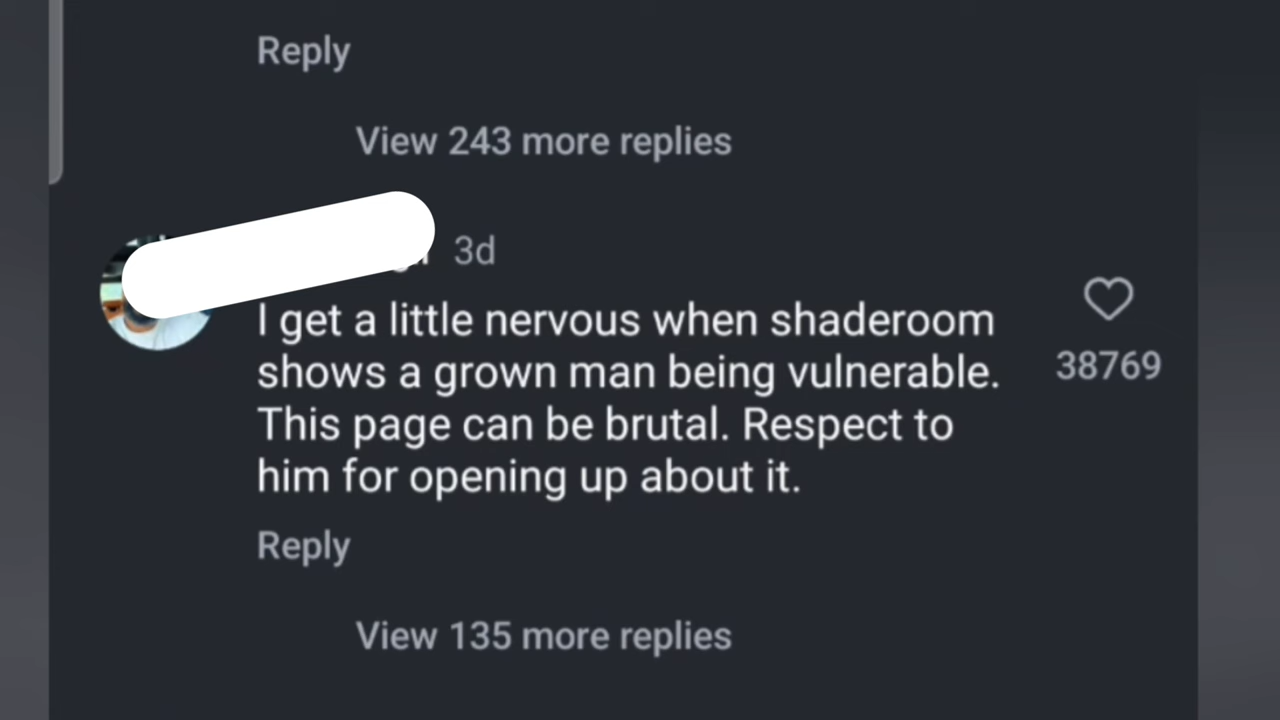 Reply
View 243 more replies
3d
I get a little nervous when shaderoom
shows a grown man being vulnerable.
38769
This page can be brutal. Respect to
him for opening up about it.
Reply
View 135 more replies